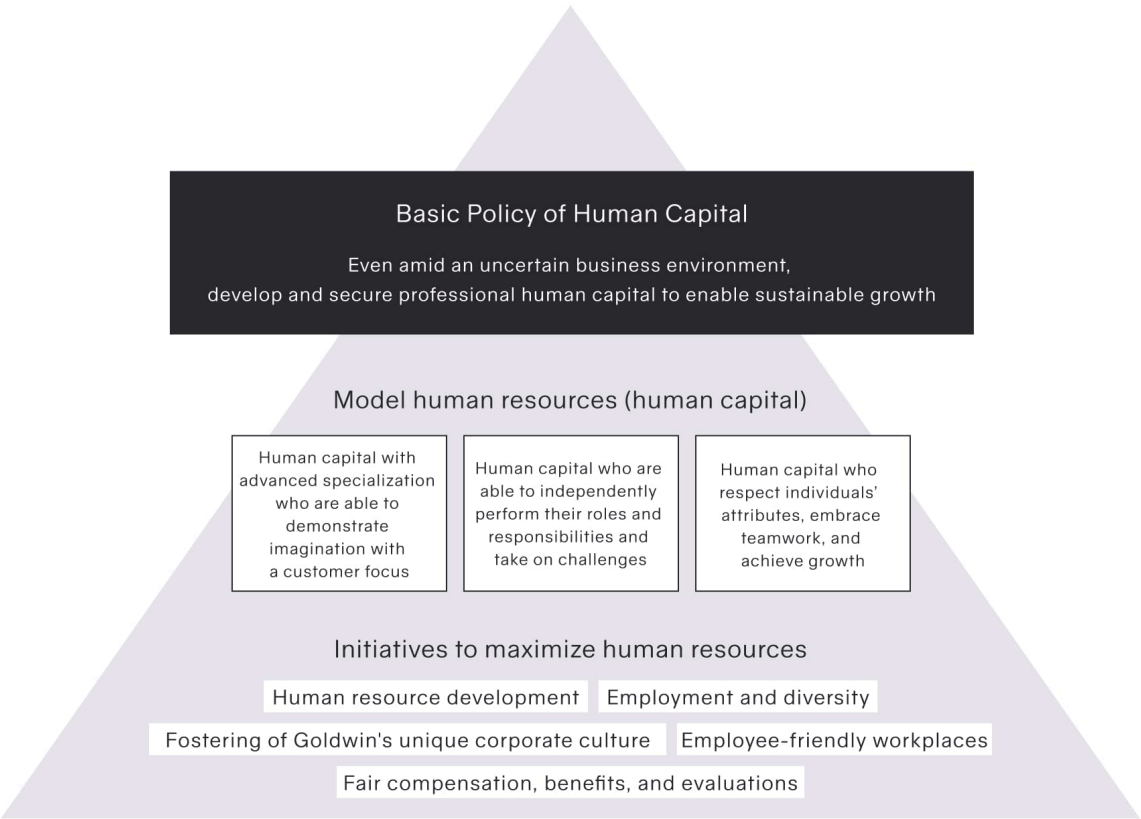 Basic Policy of Human Capital
Even amid an uncertain business environment,
develop and secure professional human capital to enable sustainable growth
Model human resources (human capital)
Human capital with
advanced specialization
who are able to
demonstrate
imagination with
a customer focus
Human capital who are
able to independently
perform their roles and
responsibilities and
take on challenges
Human capital who
respect individuals’
attributes, embrace
teamwork, and
achieve growth
Initiatives to maximize human resources
Human resource development
Employment and diversity
Fostering of Goldwin's unique corporate culture
Employee-friendly workplaces
Fair compensation, benefits, and evaluations